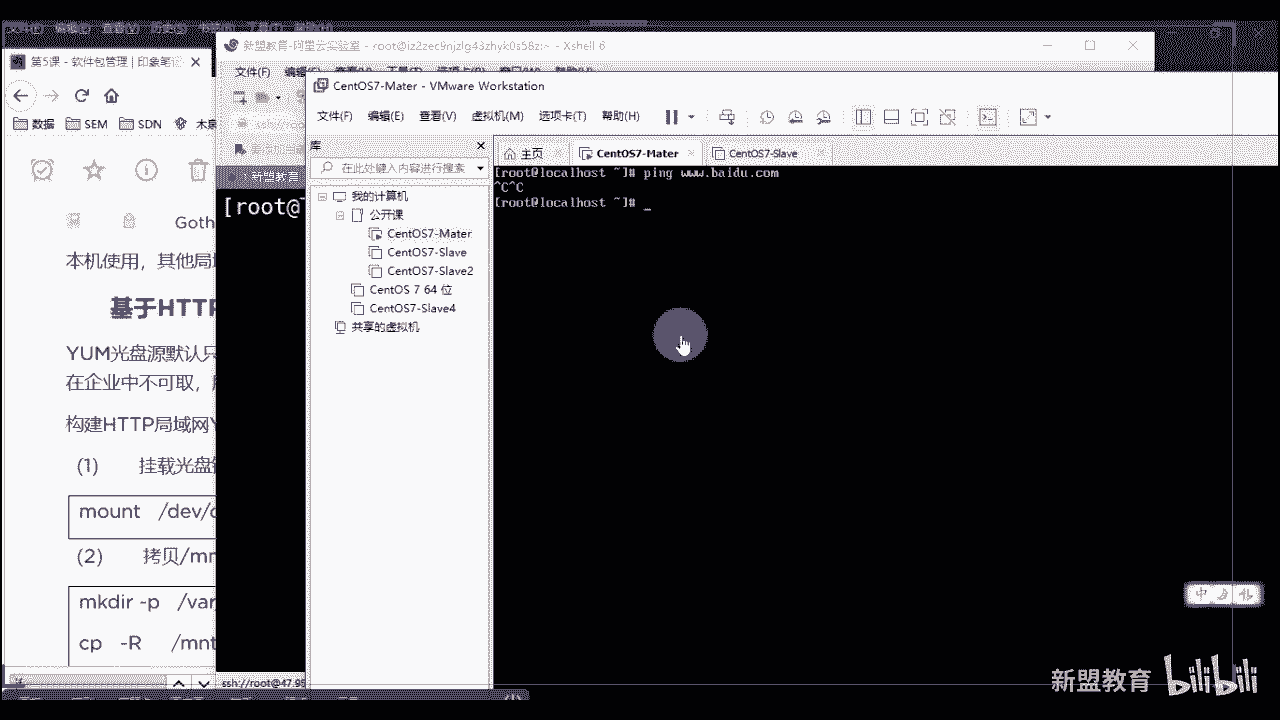 新盟教育-阿里云实验室 - root@iz2zec9njzlg43zhyk0s58z:~ - Xshell 6
第5课 - 软件包管理 | 印象笔记
文件(F)
CentOS7-Mater - VMware Workstation
文件(F) 编辑(E) 查看(V) 虚拟机(M) 选项卡(T) 帮助(H)
数据 SEM SDN
库
主页 CentOS7-Mater CentOS7-Slave
在此处键入内容进行搜索
新盟教育
[root@localhost ~]# ping www.baidu.com
^C^C
[root@localhost ~]# _
[root@
我的计算机
公开课
CentOS7-Mater
CentOS7-Slave
CentOS7-Slave2
CentOS 7 64 位
CentOS7-Slave4
共享的虚拟机
Goth
本机使用，其他局
基于HTTP
YUM光盘源默认只
在企业中不可取，
构建HTTP局域网
(1) 挂载光盘
mount /dev/c
(2) 拷贝/mn
mkdir -p /var
cp -R /mnt
ssh://root@47.95
中
新盟教育 bilibili